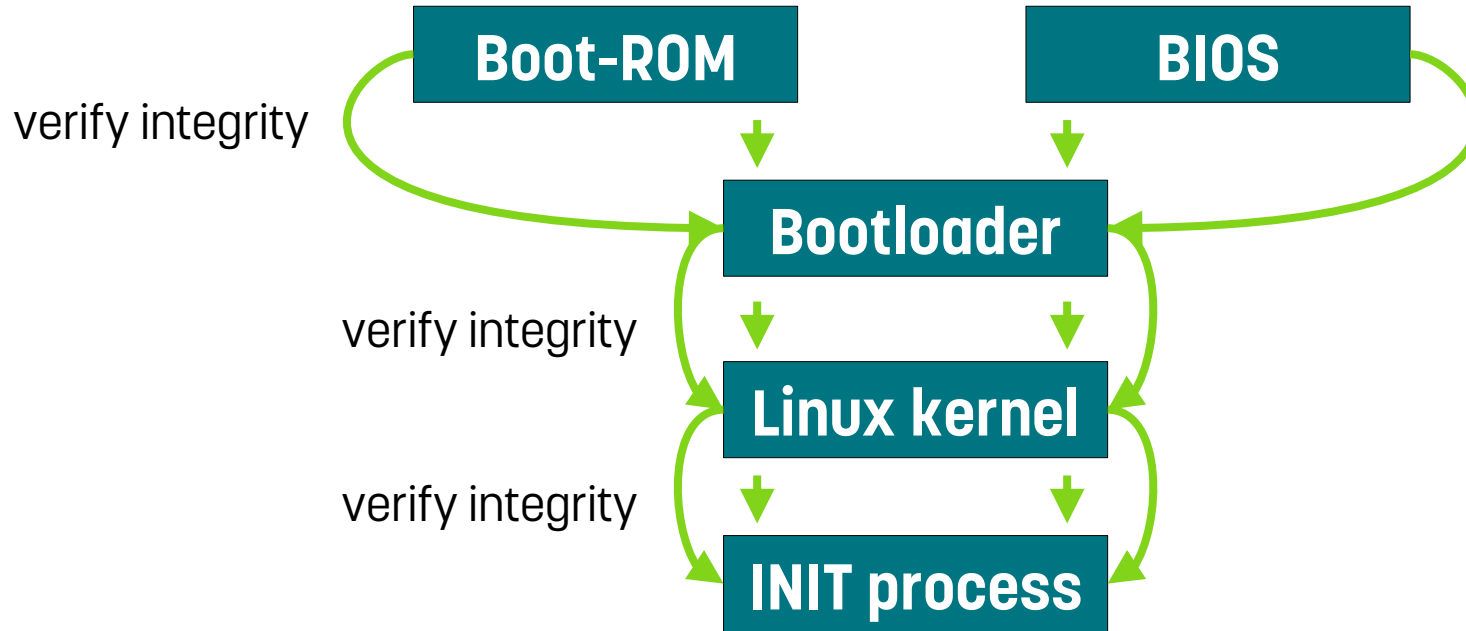 Boot-ROM
BIOS
verify integrity
Bootloader
verify integrity
Linux kernel
verify integrity
INIT process